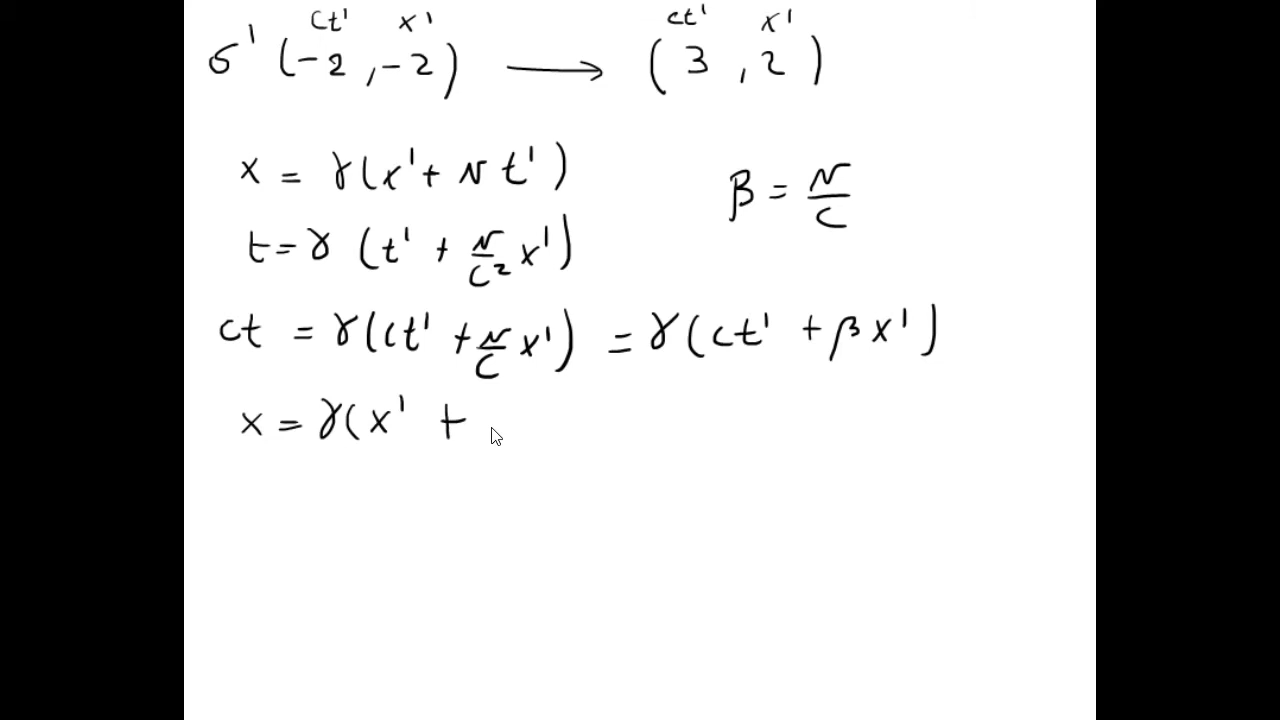 ct' x' ct' x'
σ' (-2, -2) ⟶ (3, 2)
x = γ(x' + v t')
β = v/c
t = γ (t' + v/c² x')
ct = γ(ct' + v/c x') = γ(ct' + βx')
x = γ(x' +